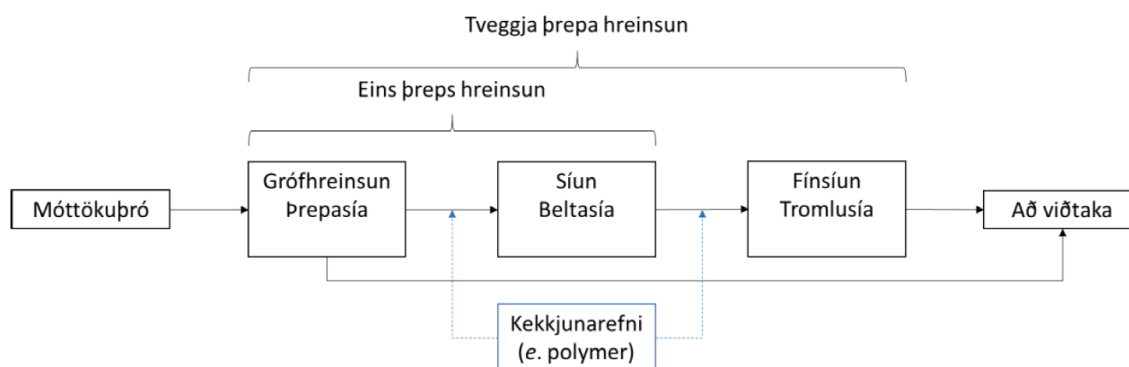 Tveggja þrepa hreinsun
Eins þreps hreinsun
Móttökuþró
Grófhreinsun
Þrepasía
Síun
Beltasía
Fínsíun
Tromlusía
Að viðtaka
Kekkjunarefni
(e. polymer)